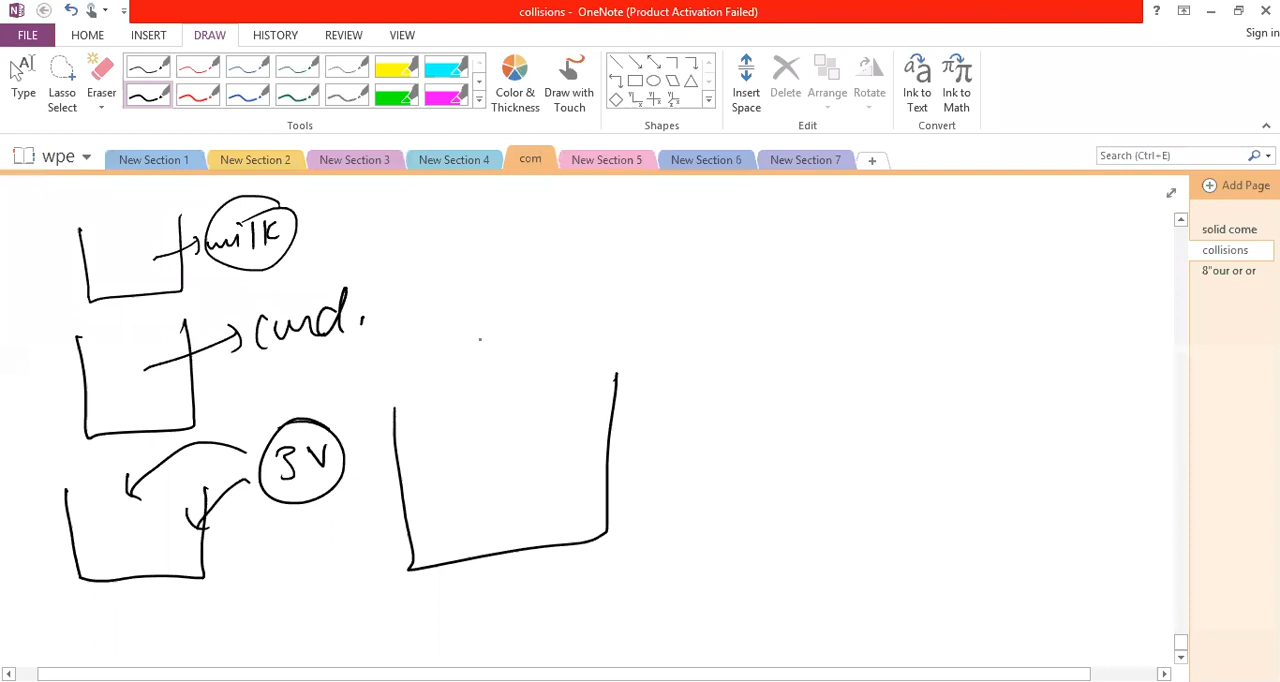 collisions - OneNote (Product Activation Failed)
FILE HOME INSERT DRAW HISTORY REVIEW VIEW
Sign in
Type Lasso Select Eraser
Color & Thickness Draw with Touch
Insert Space Delete Arrange Rotate Ink to Text Ink to Math
Tools Shapes Edit Convert
wpe New Section 1 New Section 2 New Section 3 New Section 4 com New Section 5 New Section 6 New Section 7
Search (Ctrl+E)
Add Page
solid come
collisions
8"our or or
milk
curd.
3 V